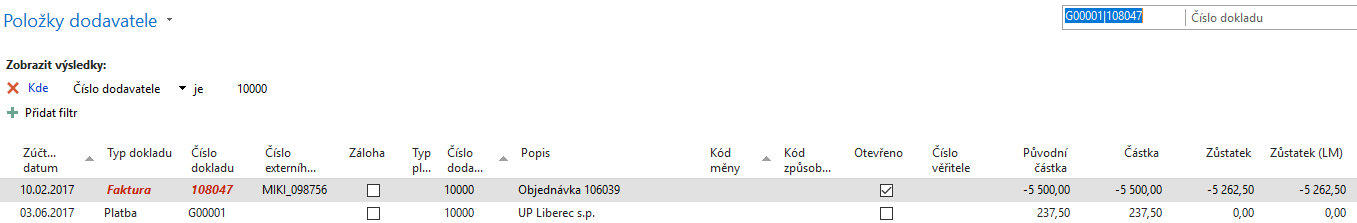 Položky dodavatele
G00001|108047 Číslo dokladu
Zobrazit výsledky:
Kde Číslo dodavatele je 10000
Přidat filtr
Zúčt... datum Typ dokladu Číslo dokladu Číslo externíh... Záloha Typ pl... Číslo doda... Popis Kód měny Kód způsob... Otevřeno Číslo věřitele Původní částka Částka Zůstatek Zůstatek (LM)
10.02.2017 Faktura 108047 MIKI_098756 10000 Objednávka 106039 -5 500,00 -5 500,00 -5 262,50 -5 262,50
03.06.2017 Platba G00001 10000 UP Liberec s.p. 237,50 237,50 0,00 0,00